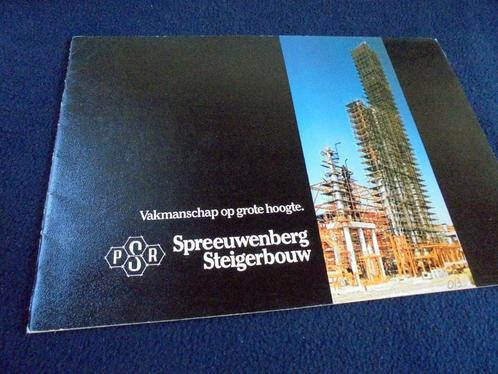 Vakmanschap op grote hoogte.
PSR
Spreeuwenberg
Steigerbouw